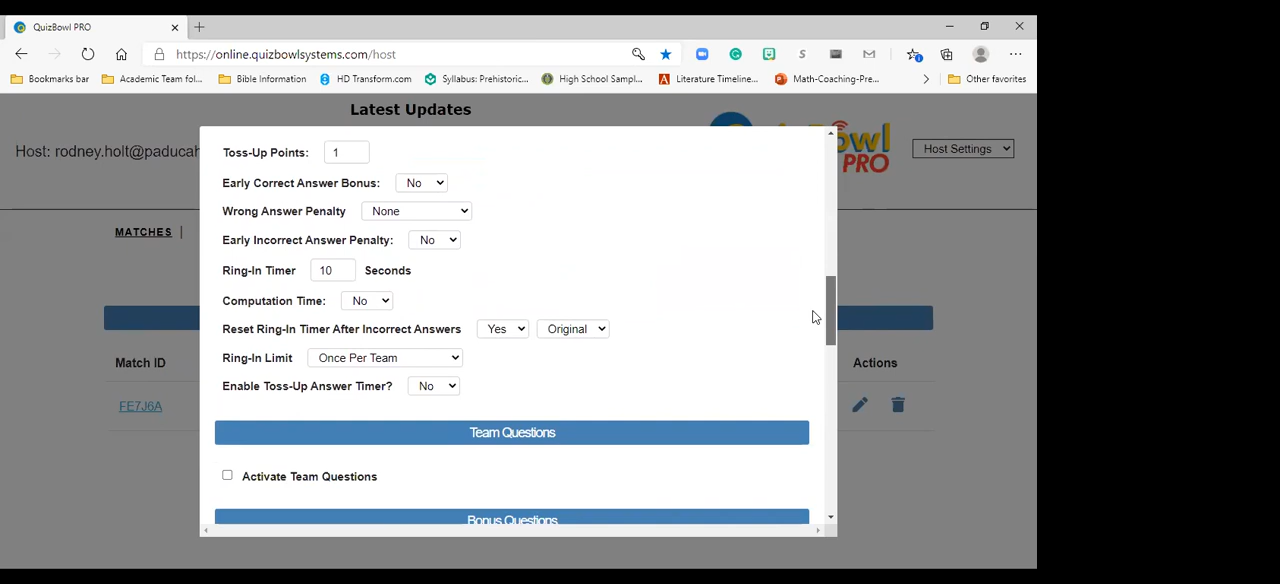 QuizBowl PRO
https://online.quizbowlsystems.com/host
Bookmarks bar Academic Team fol... Bible Information HD Transform.com Syllabus: Prehistoric... High School Sampl... Literature Timeline... Math-Coaching-Pre... Other favorites
Latest Updates
Host: rodney.holt@paducah
owl
PRO
Host Settings
MATCHES |
Toss-Up Points: 1
Early Correct Answer Bonus: No
Wrong Answer Penalty None
Early Incorrect Answer Penalty: No
Ring-In Timer 10 Seconds
Computation Time: No
Reset Ring-In Timer After Incorrect Answers Yes Original
Ring-In Limit Once Per Team
Enable Toss-Up Answer Timer? No
Match ID
Actions
FE7J6A
Team Questions
Activate Team Questions
Bonus Questions